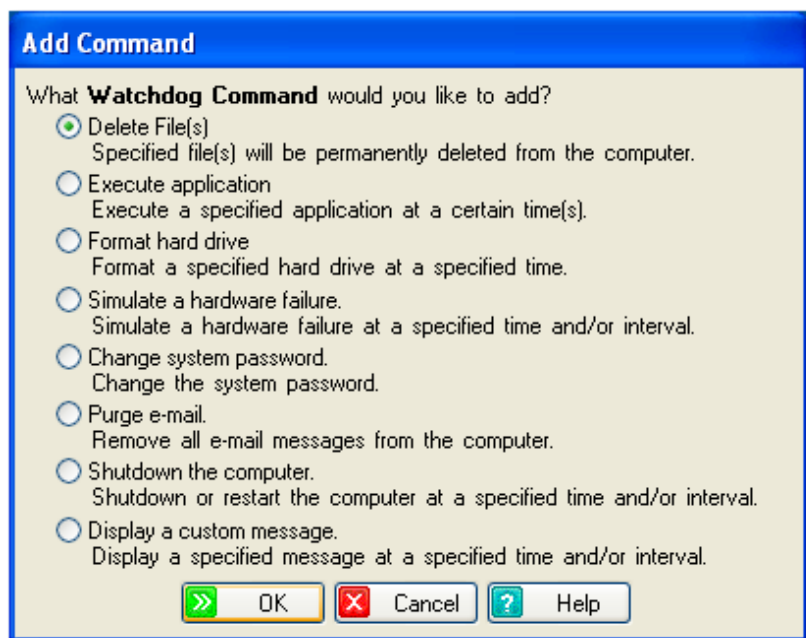 Add Command
What Watchdog Command would you like to add?
Delete File(s)
Specified file(s) will be permanently deleted from the computer.
Execute application
Execute a specified application at a certain time(s).
Format hard drive
Format a specified hard drive at a specified time.
Simulate a hardware failure.
Simulate a hardware failure at a specified time and/or interval.
Change system password.
Change the system password.
Purge e-mail.
Remove all e-mail messages from the computer.
Shutdown the computer.
Shutdown or restart the computer at a specified time and/or interval.
Display a custom message.
Display a specified message at a specified time and/or interval.
OK Cancel Help